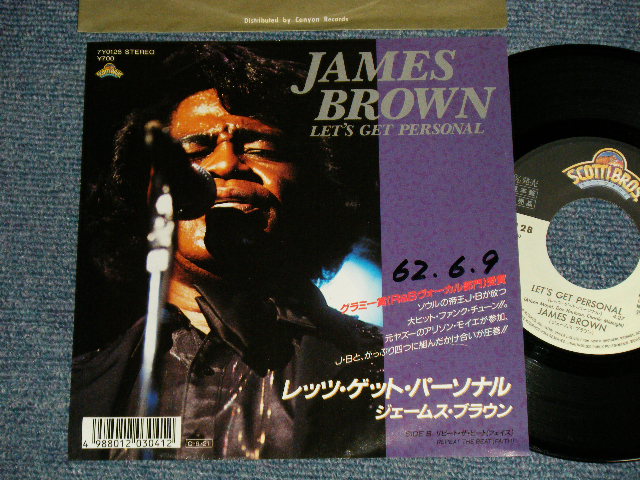 Distributed by Canyon Records
7Y0128 STEREO
¥700
SCOTTI BROS.
JAMES
BROWN
LET'S GET PERSONAL
62.6.9
グラミー賞《R&Bヴォーカル部門》受賞
ソウルの帝王、J・Bが放つ
大ヒット・ファンク・チューン!!
元ヤズーのアリソン・モイエが参加、
J・Bと、がっぷり四つに組んだかけ合いが圧巻!!
レッツ・ゲット・パーソナル
ジェームス・ブラウン
SIDE B. リピート・ザ・ビート(フェイス)
REPEAT THE BEAT (FAITH)
4 988012 030412
SCOTTI BROS.
LET'S GET PERSONAL
JAMES BROWN